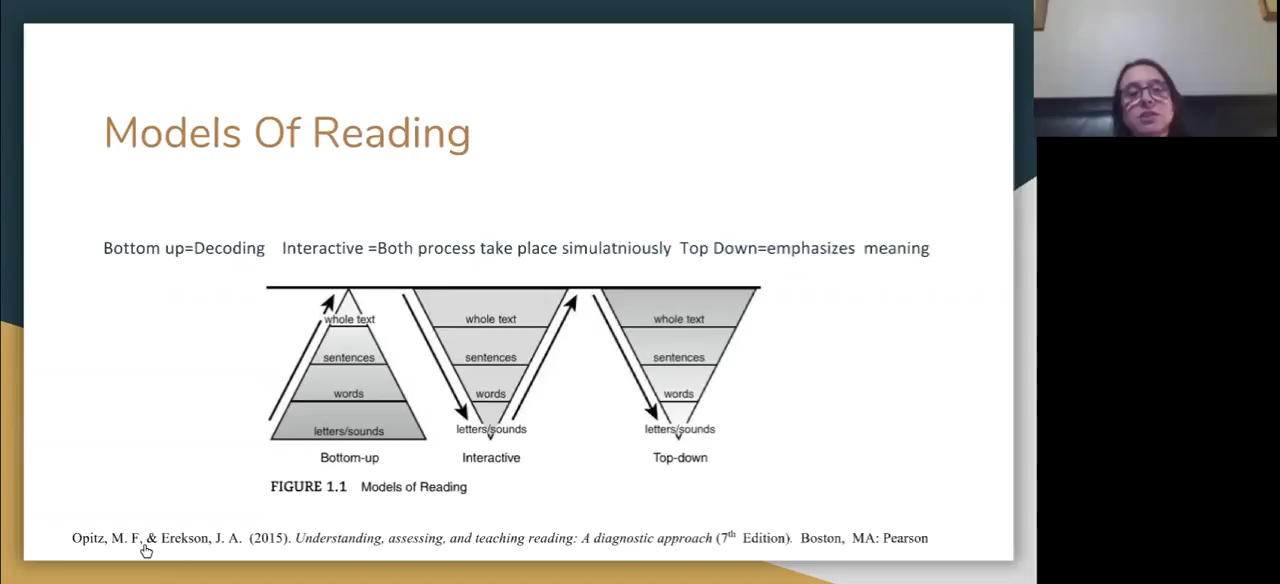 Models Of Reading
Bottom up=Decoding Interactive =Both process take place simulatniously Top Down=emphasizes meaning
whole text whole text whole text
sentences sentences sentences
words words words
letters/sounds letters/sounds letters/sounds
Bottom-up Interactive Top-down
FIGURE 1.1 Models of Reading
Opitz, M. F, & Erekson, J. A. (2015). Understanding, assessing, and teaching reading: A diagnostic approach (7th Edition). Boston, MA: Pearson